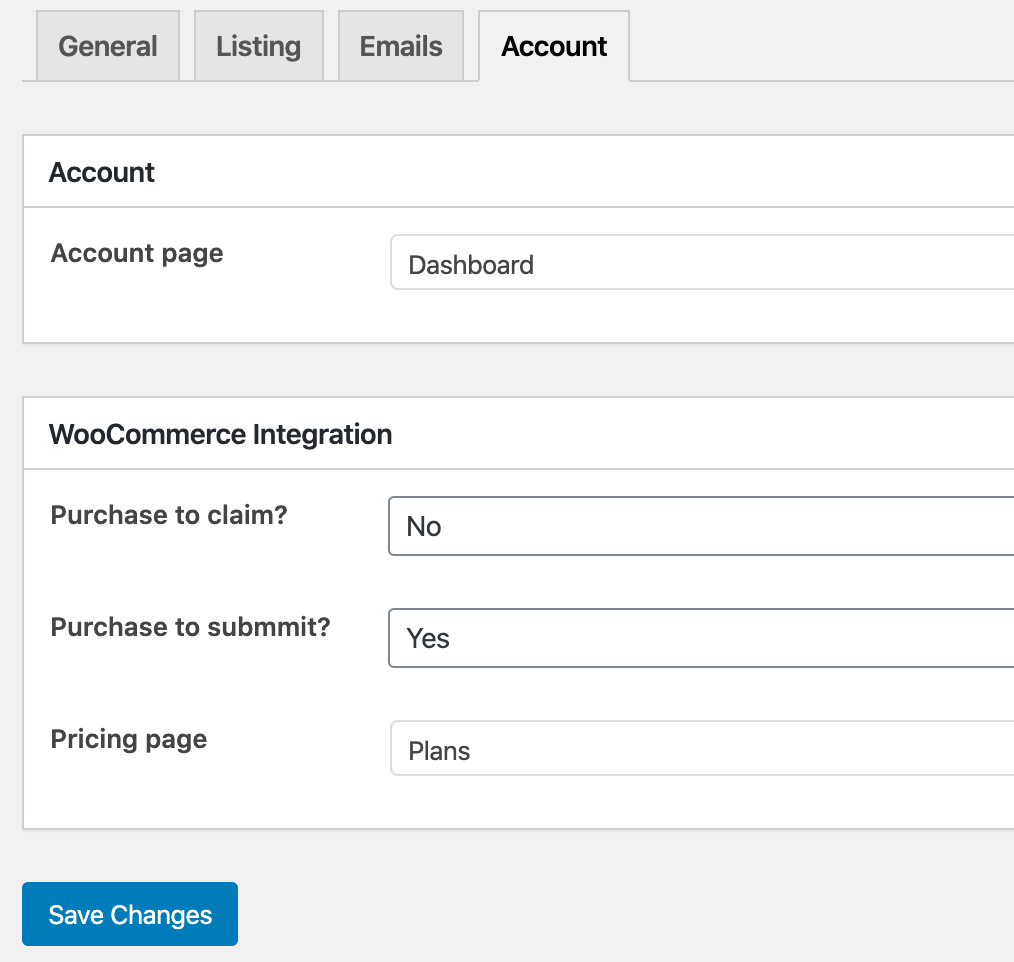 General Listing Emails Account
Account
Account page Dashboard
WooCommerce Integration
Purchase to claim? No
Purchase to submmit? Yes
Pricing page Plans
Save Changes